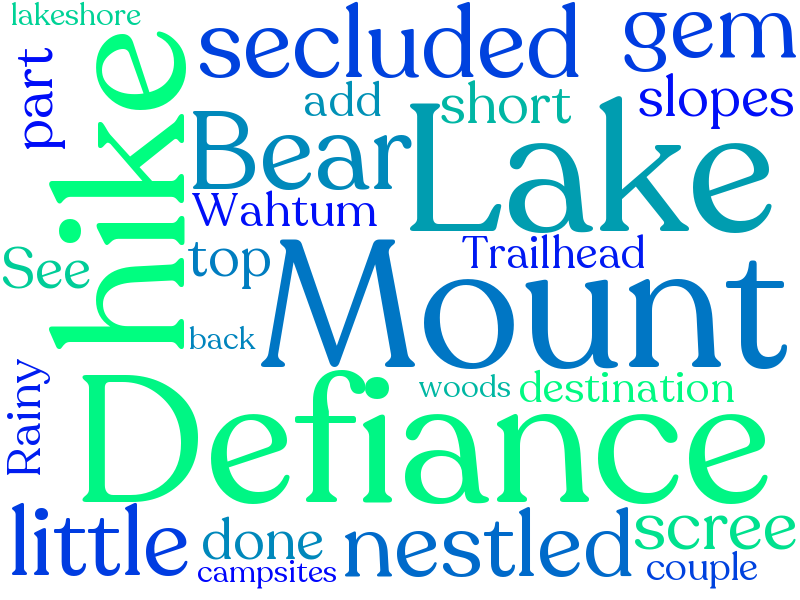 lakeshore
hike
part
secluded
gem
add
short
slopes
Bear
Lake
Wahtum
See
top
Mount
Trailhead
back
Rainy
Defiance
woods
destination
little
done
nestled
scree
campsites
couple